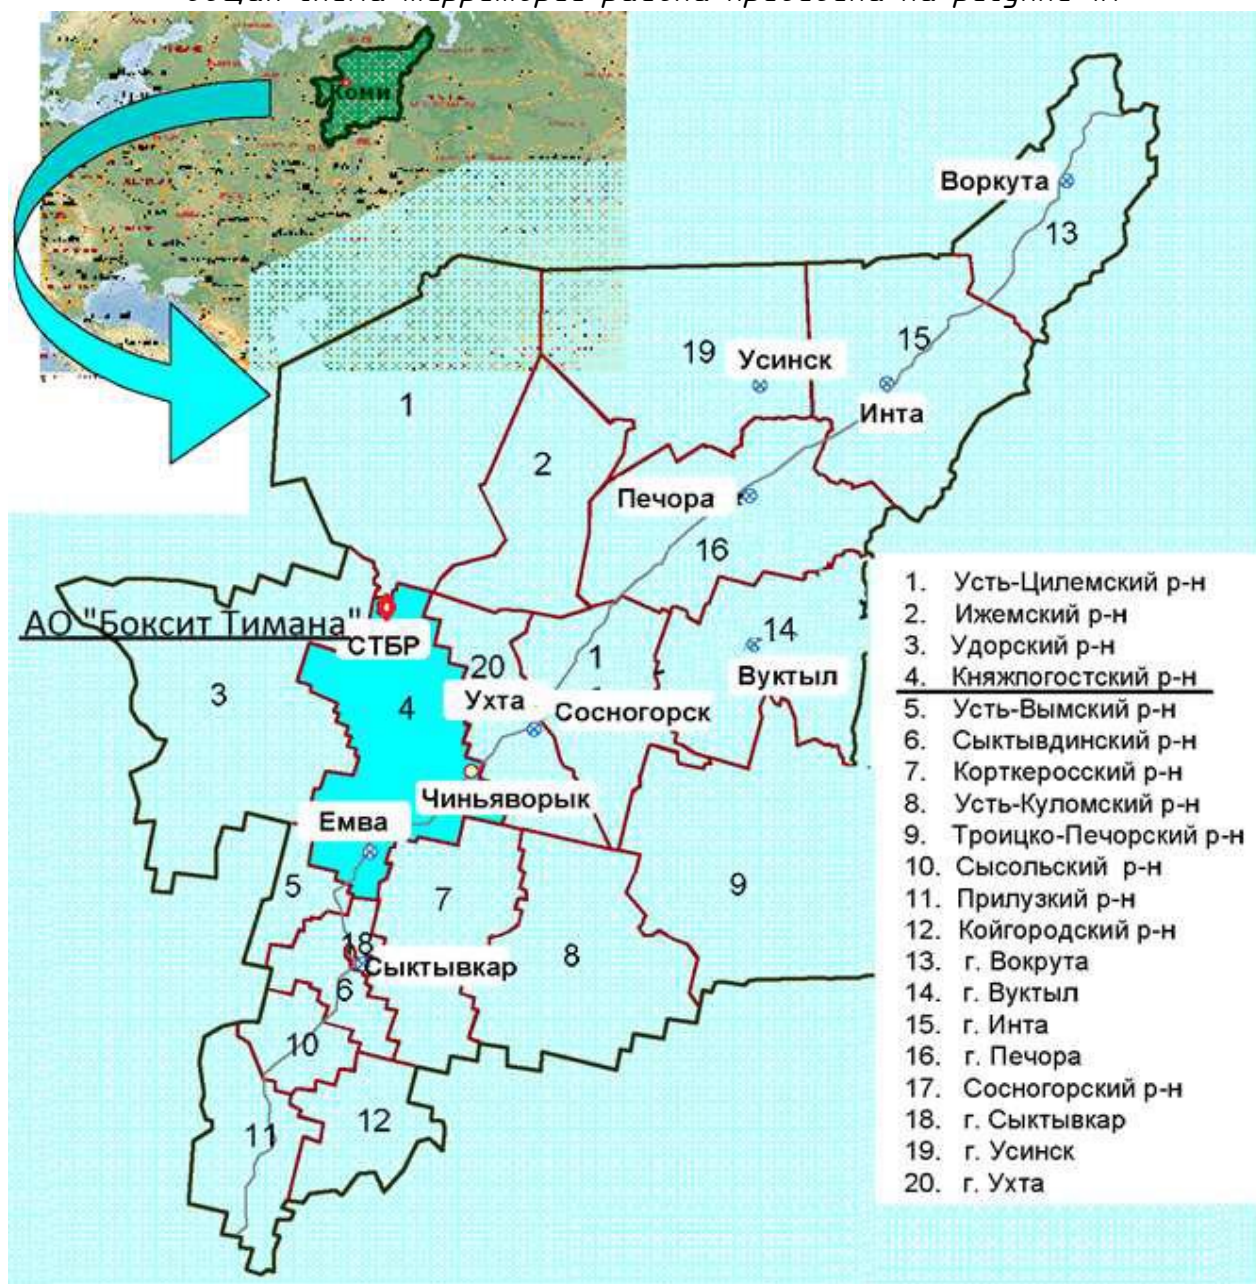 Коми
Воркута
13
15
19
Усинск
1
Инта
2
Печора
16
АО "Боксит Тимана"
СТБР
14
20
1
Вуктыл
3
4
Ухта
Сосногорск
Чиньяворык
Емва
5
7
9
18
Сыктывкар
8
6
10
12
11
1. Усть-Цилемский р-н
2. Ижемский р-н
3. Удорский р-н
4. Княжпогостский р-н
5. Усть-Вымский р-н
6. Сыктывдинский р-н
7. Корткеросский р-н
8. Усть-Куломский р-н
9. Троицко-Печорский р-н
10. Сысольский р-н
11. Прилузкий р-н
12. Койгородский р-н
13. г. Вокрута
14. г. Вуктыл
15. г. Инта
16. г. Печора
17. Сосногорский р-н
18. г. Сыктывкар
19. г. Усинск
20. г. Ухта